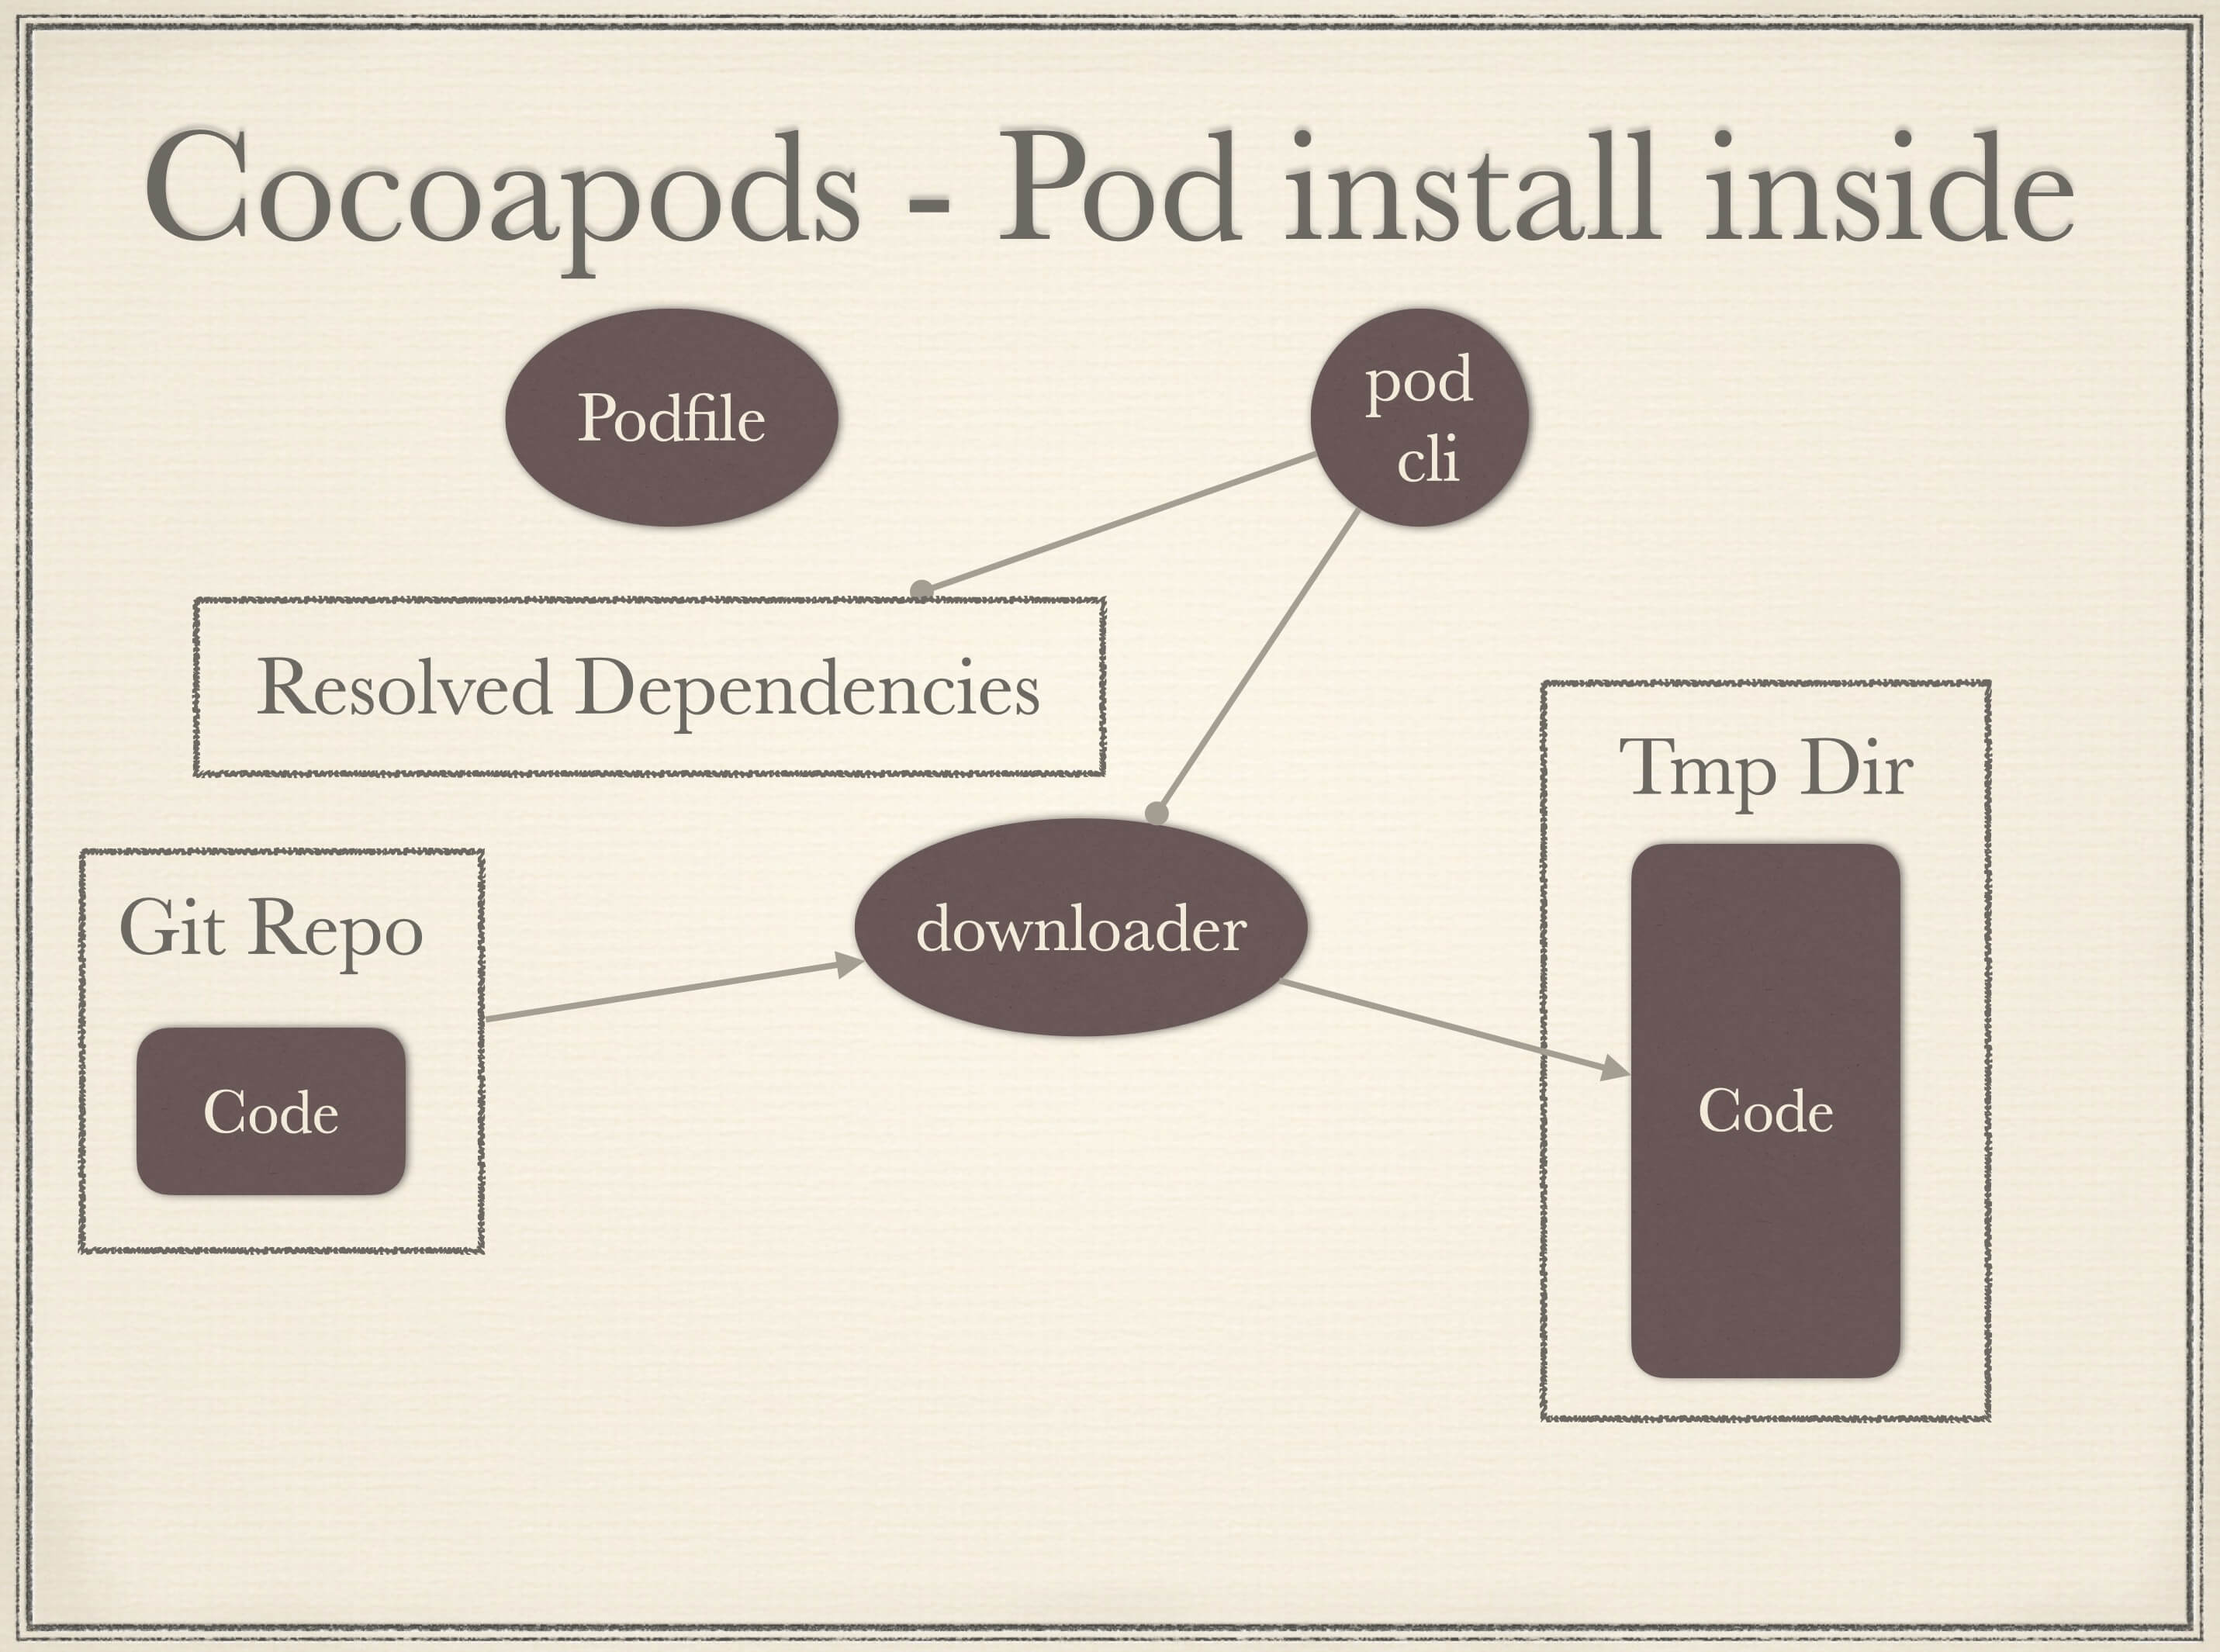 Cocoapods - Pod install inside
Podfile
pod
cli
Resolved Dependencies
Tmp Dir
Git Repo
downloader
Code
Code